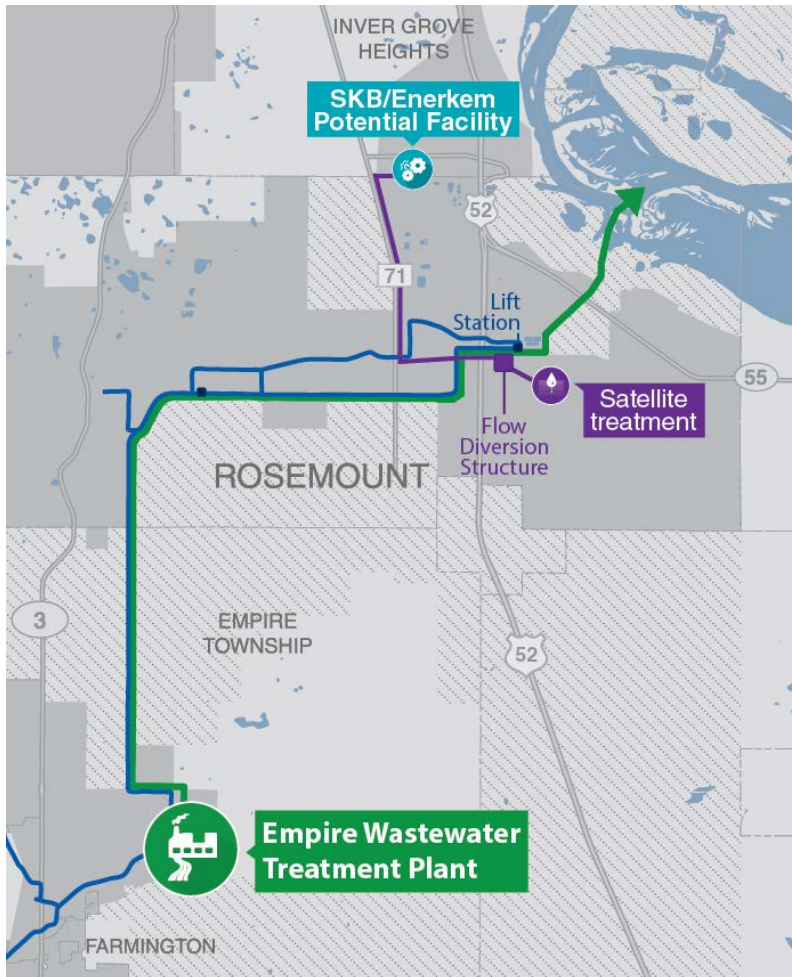 INVER GROVE
HEIGHTS
SKB/Enerkem
Potential Facility
52
71
Lift
Station
55
Satellite
treatment
Flow
Diversion
Structure
ROSEMOUNT
3
EMPIRE
TOWNSHIP
52
Empire Wastewater
Treatment Plant
FARMINGTON